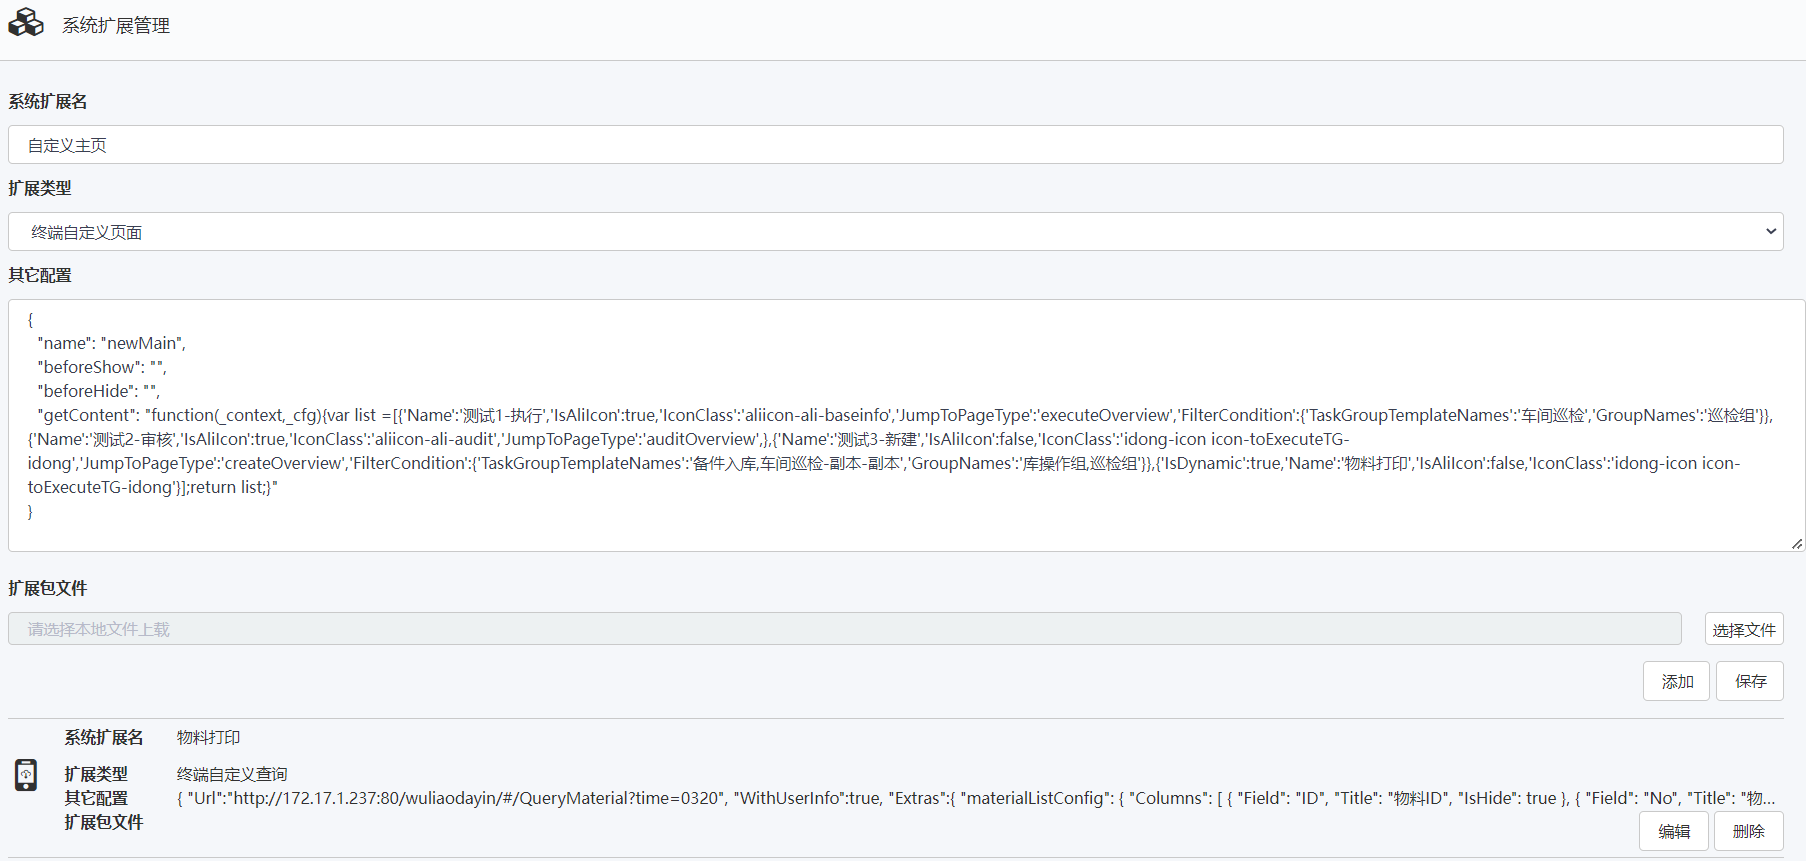 系统扩展管理
系统扩展名
自定义主页
扩展类型
终端自定义页面
其它配置
{
"name": "newMain",
"beforeShow": "",
"beforeHide": "",
"getContent": "function(_context,_cfg){var list =[{'Name':'测试1-执行','IsAliIcon':true,'IconClass':'aliicon-ali-baseinfo','JumpToPageType':'executeOverview','FilterCondition':{'TaskGroupTemplateNames':'车间巡检','GroupNames':'巡检组'}},
{'Name':'测试2-审核','IsAliIcon':true,'IconClass':'aliicon-ali-audit','JumpToPageType':'auditOverview',},{'Name':'测试3-新建','IsAliIcon':false,'IconClass':'idong-icon icon-toExecuteTG-
idong','JumpToPageType':'createOverview','FilterCondition':{'TaskGroupTemplateNames':'备件入库,车间巡检-副本-副本','GroupNames':'库操作组,巡检组'}},{'IsDynamic':true,'Name':'物料打印','IsAliIcon':false,'IconClass':'idong-icon icon-
toExecuteTG-idong'}];return list;}"
}
扩展包文件
请选择本地文件上载
选择文件
添加
保存
系统扩展名 物料打印
扩展类型 终端自定义查询
其它配置 { "Url":"http://172.17.1.237:80/wuliaodayin/#/QueryMaterial?time=0320", "WithUserInfo":true, "Extras":{ "materialListConfig": { "Columns": [ { "Field": "ID", "Title": "物料ID", "IsHide": true }, { "Field": "No", "Title": "物...
扩展包文件
编辑
删除